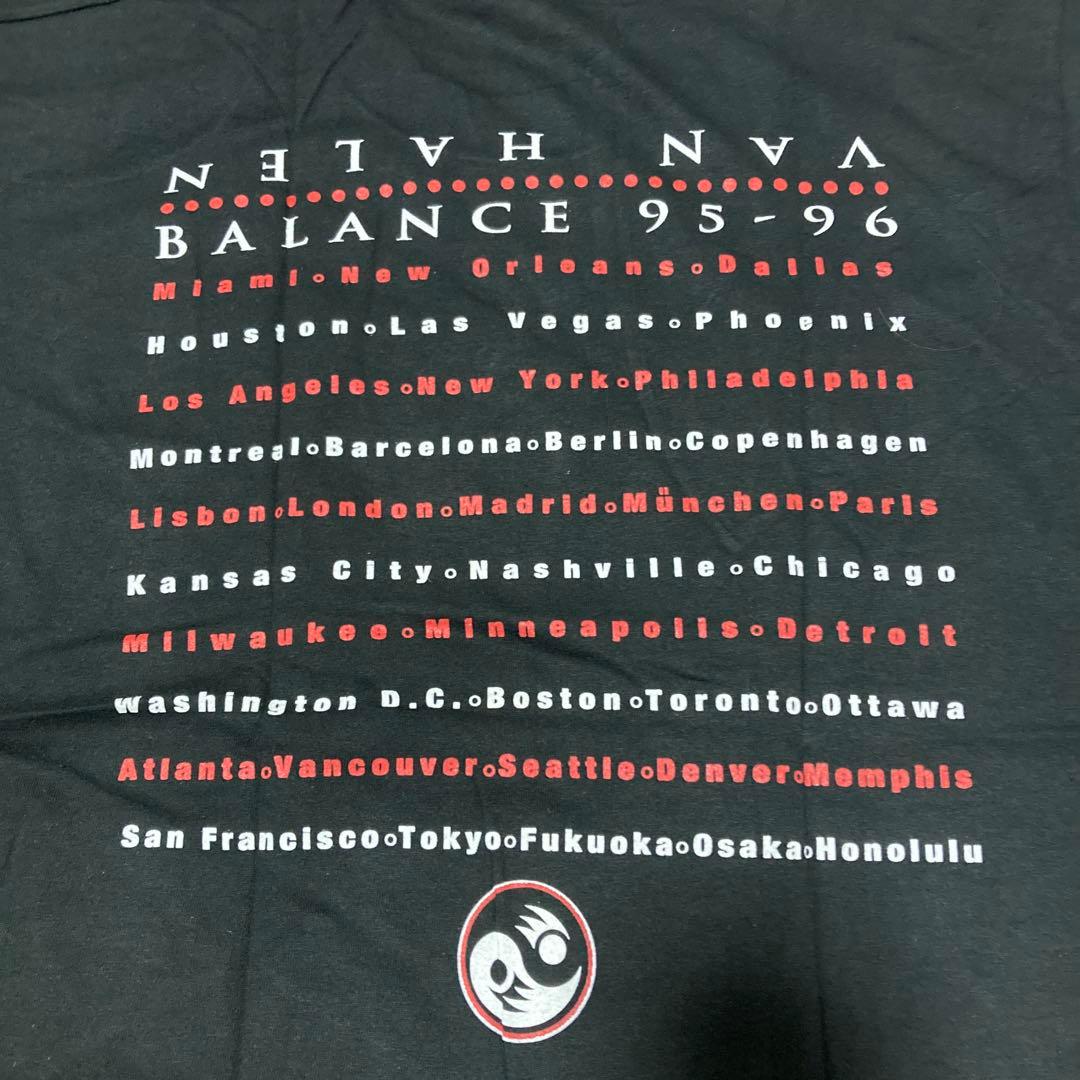 VAN HALEN
BALANCE 95-96
Miami∘New Orleans∘Dallas
Houston∘Las Vegas∘Phoenix
Los Angeles∘New York∘Philadelphia
Montreal∘Barcelona∘Berlin∘Copenhagen
Lisbon∘London∘Madrid∘München∘Paris
Kansas City∘Nashville∘Chicago
Milwaukee∘Minneapolis∘Detroit
Washington D.C.∘Boston∘Toronto∘Ottawa
Atlanta∘Vancouver∘Seattle∘Denver∘Memphis
San Francisco∘Tokyo∘Fukuoka∘Osaka∘Honolulu